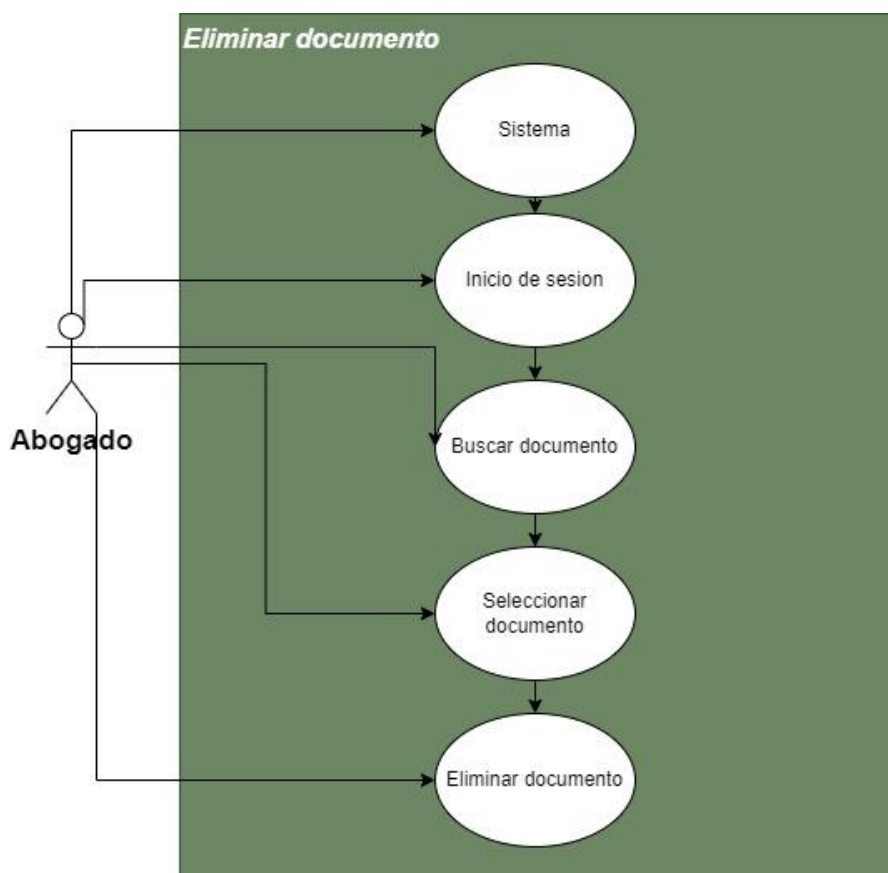 Eliminar documento
Sistema
Inicio de sesion
Abogado
Buscar documento
Seleccionar
documento
Eliminar documento